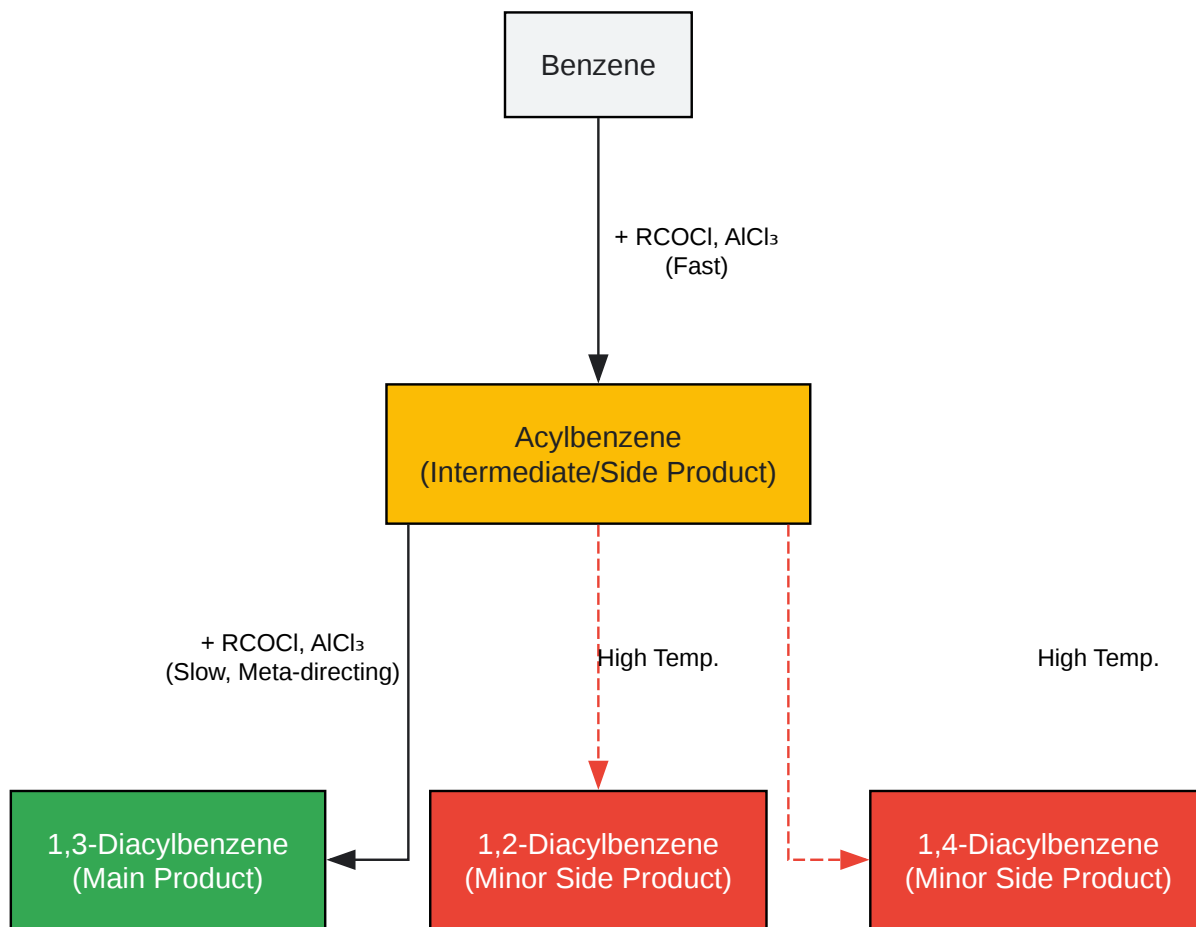 Benzene
+ RCOCl, AlCl₃
(Fast)
Acylbenzene
(Intermediate/Side Product)
+ RCOCl, AlCl₃
(Slow, Meta-directing)
High Temp.
High Temp.
1,3-Diacylbenzene
(Main Product)
1,2-Diacylbenzene
(Minor Side Product)
1,4-Diacylbenzene
(Minor Side Product)